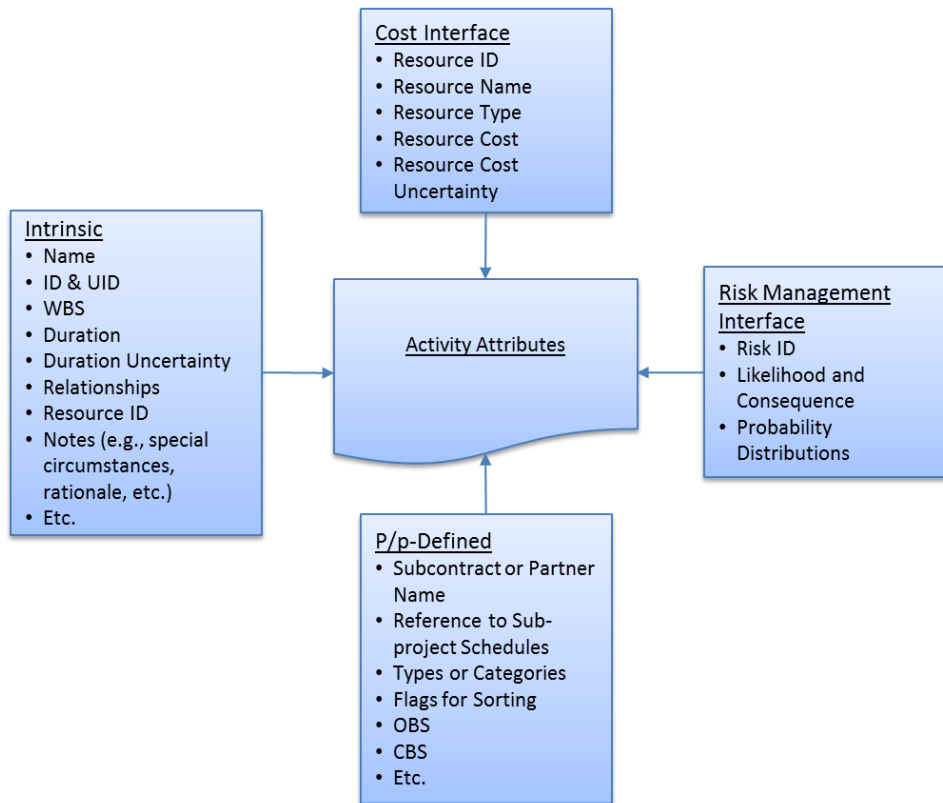 Cost Interface
• Resource ID
• Resource Name
• Resource Type
• Resource Cost
• Resource Cost
Uncertainty
Intrinsic
• Name
• ID & UID
• WBS
• Duration
• Duration Uncertainty
• Relationships
• Resource ID
• Notes (e.g., special
circumstances,
rationale, etc.)
• Etc.
Activity Attributes
Risk Management
Interface
• Risk ID
• Likelihood and
Consequence
• Probability
Distributions
P/p-Defined
• Subcontract or Partner
Name
• Reference to Sub-
project Schedules
• Types or Categories
• Flags for Sorting
• OBS
• CBS
• Etc.